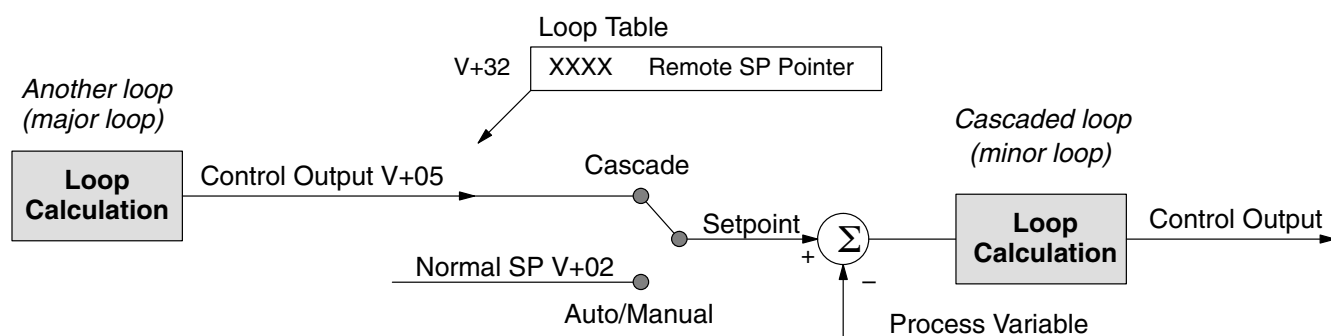 Loop Table
V+32 XXXX Remote SP Pointer
Another loop
(major loop)
Cascaded loop
(minor loop)
Loop
Calculation
Control Output V+05
Cascade
Setpoint
+
Σ
−
Loop
Calculation
Control Output
Normal SP V+02
Auto/Manual
Process Variable